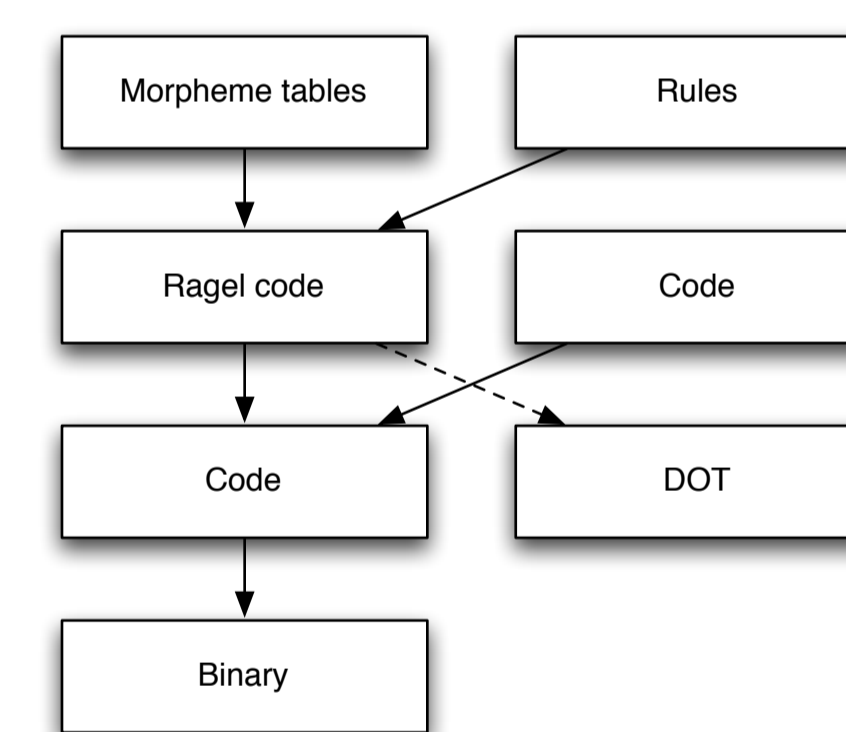 Morpheme tables
Rules
Ragel code
Code
Code
DOT
Binary